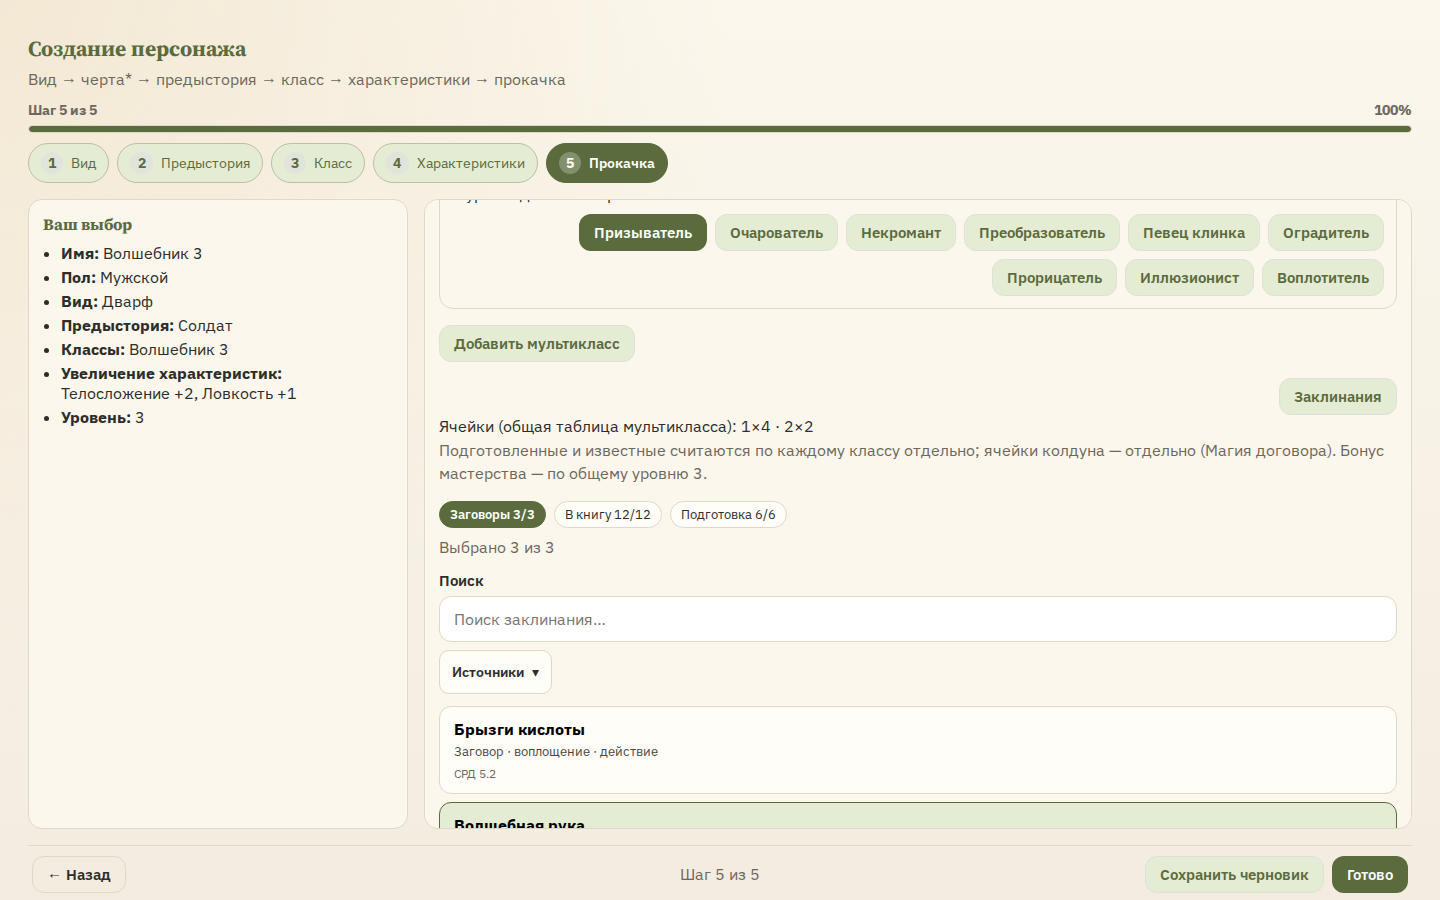 Создание персонажа
Вид → черта* → предыстория → класс → характеристики → прокачка
Шаг 5 из 5
100%
1 Вид
2 Предыстория
3 Класс
4 Характеристики
5 Прокачка
Ваш выбор
• Имя: Волшебник 3
• Пол: Мужской
• Вид: Дварф
• Предыстория: Солдат
• Классы: Волшебник 3
• Увеличение характеристик:
Телосложение +2, Ловкость +1
• Уровень: 3
Призыватель
Очарователь
Некромант
Преобразователь
Певец клинка
Оградитель
Прорицатель
Иллюзионист
Воплотитель
Добавить мультикласс
Заклинания
Ячейки (общая таблица мультикласса): 1×4 · 2×2
Подготовленные и известные считаются по каждому классу отдельно; ячейки колдуна — отдельно (Магия договора). Бонус
мастерства — по общему уровню 3.
Заговоры 3/3
В книгу 12/12
Подготовка 6/6
Выбрано 3 из 3
Поиск
Поиск заклинания...
Источники ▼
Брызги кислоты
Заговор · воплощение · действие
СРД 5.2
Волшебная рука
← Назад
Шаг 5 из 5
Сохранить черновик
Готово